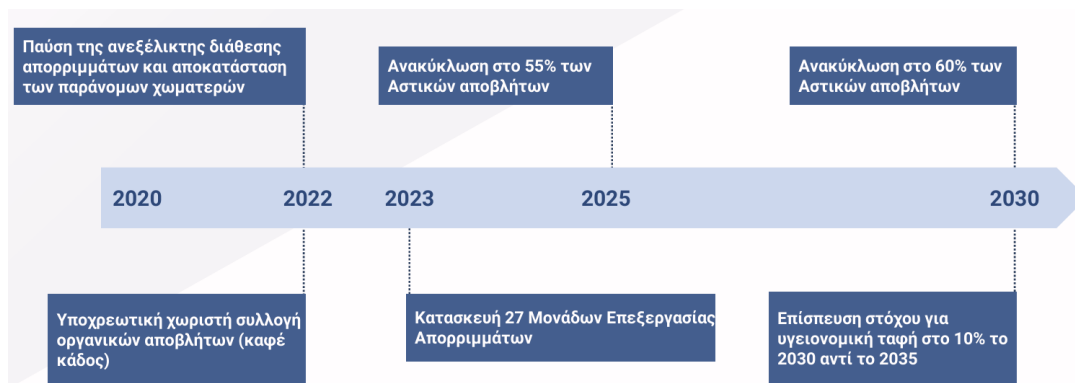 Παύση της ανεξέλικτης διάθεσης
απορριμμάτων και αποκατάσταση
των παράνομων χωματερών
Ανακύκλωση στο 55% των
Αστικών αποβλήτων
Ανακύκλωση στο 60% των
Αστικών αποβλήτων
2020
2022
2023
2025
2030
Υποχρεωτική χωριστή συλλογή
οργανικών αποβλήτων (καφέ
κάδος)
Κατασκευή 27 Μονάδων Επεξεργασίας
Απορριμμάτων
Επίσπευση στόχου για
υγειονομική ταφή στο 10% το
2030 αντί το 2035